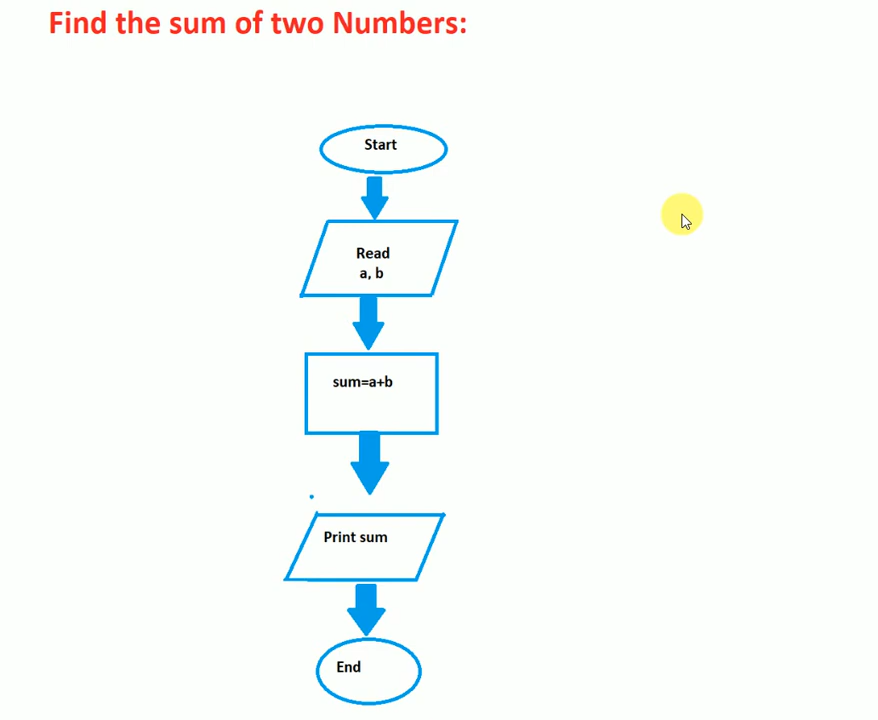 Find the sum of two Numbers:
Start
Read
a, b
sum=a+b
Print sum
End